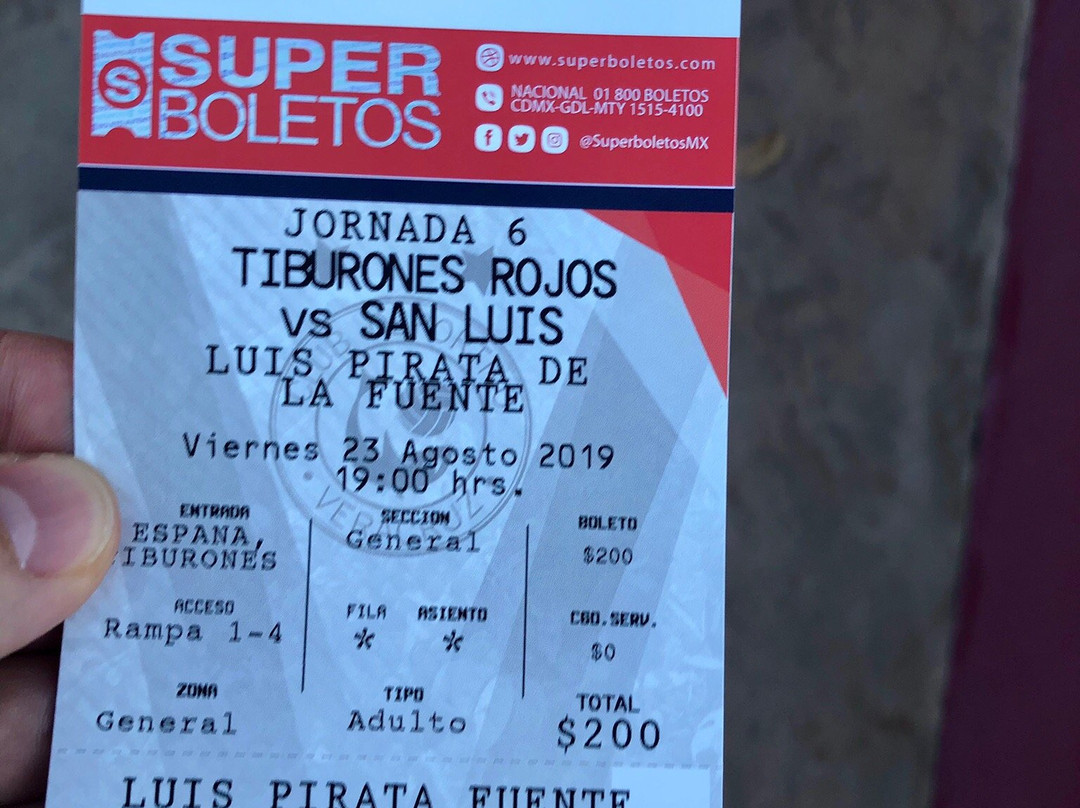 SUPER
BOLETOS
www.superboletos.com
NACIONAL 01 800 BOLETOS
CDMX-GDL-MTY 1515-4100
@SuperboletosMX
JORNADA 6
TIBURONES ROJOS
vs SAN LUIS
LUIS PIRATA DE
LA FUENTE
Viernes 23 Agosto 2019
19:00 hrs.
ENTRADA
ESPANA,
TIBURONES
ACCESO
Rampa 1-4
ZONA
General
SECCION
General
FILA ASIENTO
* *
TIPO
Adulto
BOLETO
$200
CGO.SERV.
$0
TOTAL
$200
LUIS PIRATA FUENTE
VERACRUZ